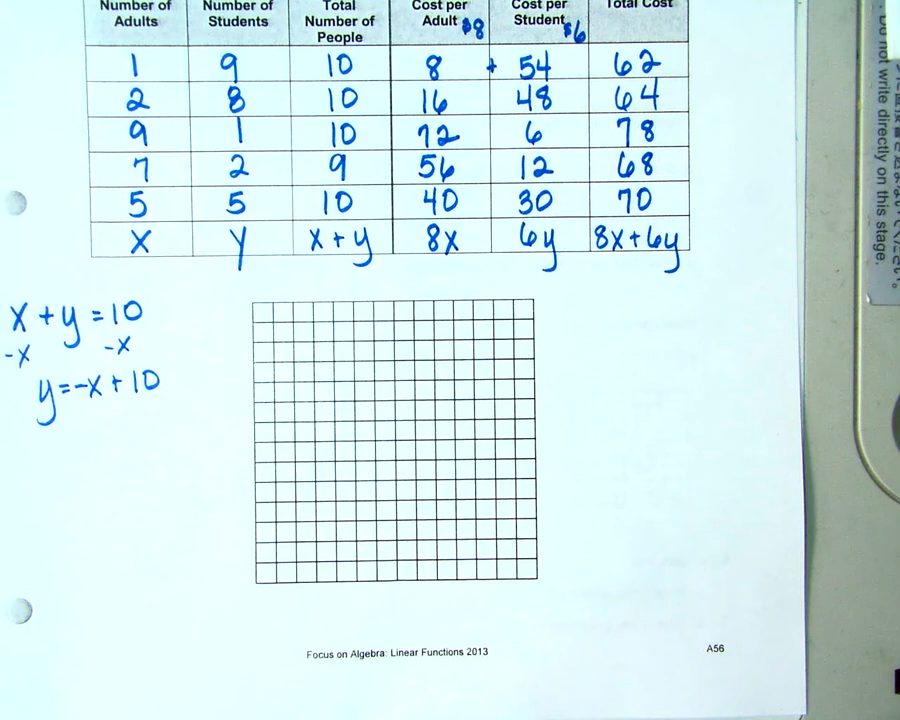 Number of Adults Number of Students Total Number of People Cost per Adult $8 Cost per Student $6 Total Cost
1 9 10 8 + 54 62
2 8 10 16 48 64
9 1 10 72 6 78
7 2 9 56 12 68
5 5 10 40 30 70
x y x + y 8x 6y 8x+6y
x + y = 10
-x -x
y = -x + 10
Focus on Algebra: Linear Functions 2013
A56
Do not write directly on this stage.